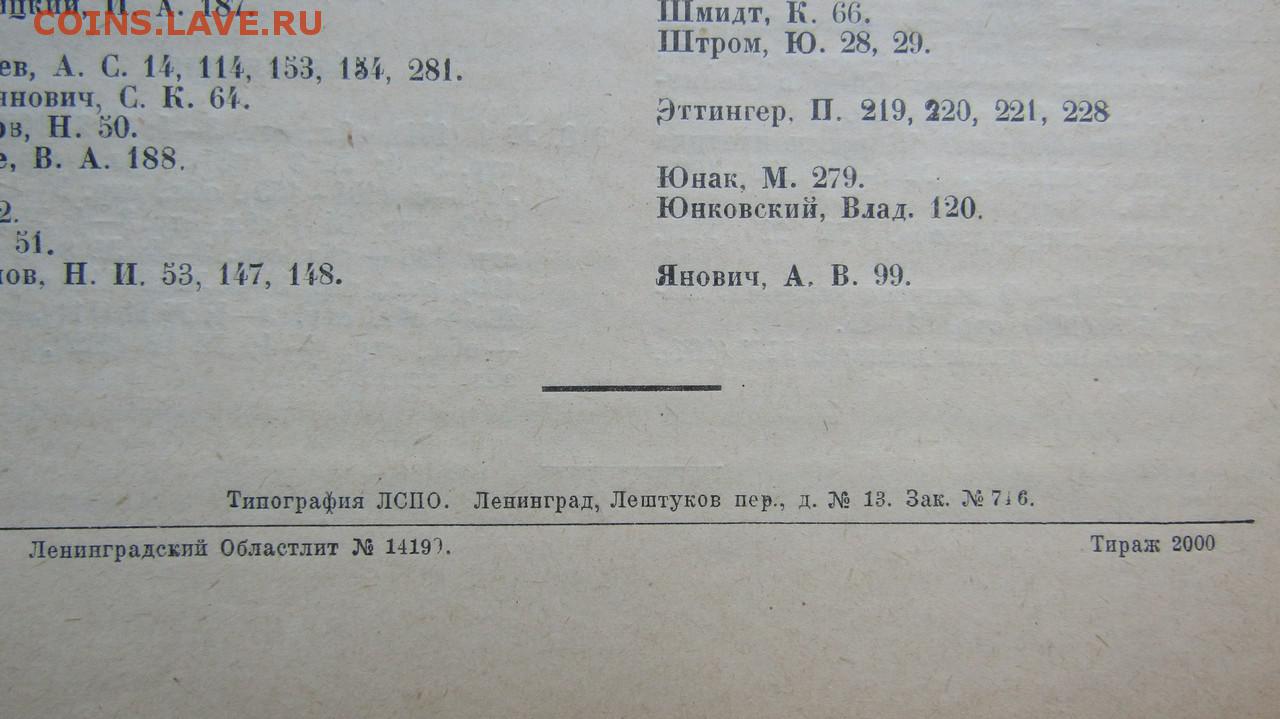 COINS.LAVE.RU
И. А. 187.
ев, А. С. 14, 114, 153, 154, 281.
нович, С. К. 64.
ов, Н. 50.
е, В. А. 188.
2.
51.
нов, Н. И. 53, 147, 148.
Шмидт, К. 66.
Штром, Ю. 28, 29.
Эттингер, П. 219, 220, 221, 228
Юнак, М. 279.
Юнковский, Влад. 120.
Янович, А. В. 99.
Типография ЛСПО. Ленинград, Лештуков пер., д. № 13. Зак. №
Ленинградский Областлит №
Тираж 2000